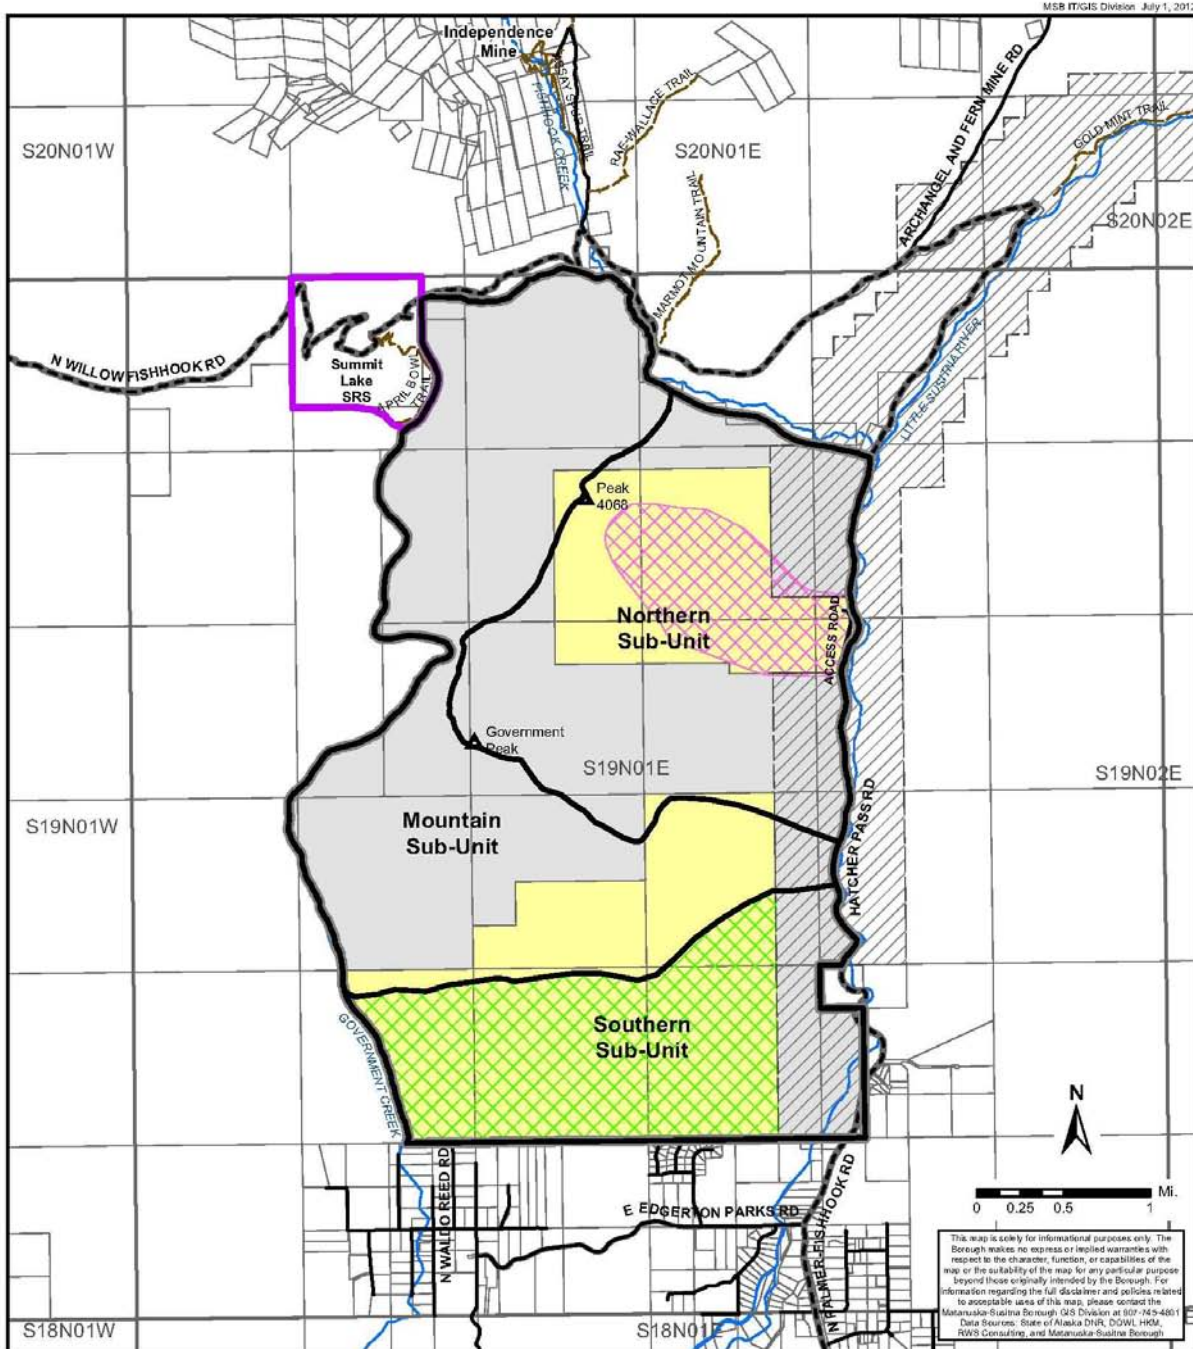 MSB IT/GIS Division July 1, 2012
Independence
Mine
ASSAY SPUR TRAIL
FISHHOOK CREEK
RAE-WALLACE TRAIL
ARCHANGEL AND FERN MINE RD
GOLD MINT TRAIL
S20N01W
S20N01E
S20N02E
MARMOT MOUNTAIN TRAIL
N WILLOW FISHHOOK RD
Summit
Lake
SRS
APRIL BOWL
TRAIL
LITTLE SUSITNA RIVER
Peak
4068
Northern
Sub-Unit
ACCESS ROAD
Government
Peak
S19N01E
S19N02E
S19N01W
Mountain
Sub-Unit
HATCHER PASS RD
Southern
Sub-Unit
GOVERNMENT CREEK
N
Mi.
0 0.25 0.5 1
N WALDO REED RD
E EDGERTON PARKS RD
N PALMER-FISHHOOK RD
S18N01W
S18N01E
This map is solely for informational purposes only. The
Borough makes no express or implied warranties with
respect to the character, function, or capabilities of the
map or the suitability of the map for any particular purpose
beyond those originally intended by the Borough. For
information regarding the full disclaimer and policies related
to acceptable uses of this map, please contact the
Matanuska-Susitna Borough GIS Division at 907-745-4801
Data Sources: State of Alaska DNR, DOWL HKM,
RWS Consulting, and Matanuska-Susitna Borough